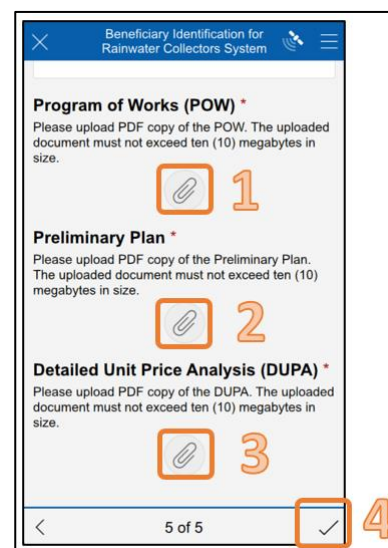 Beneficiary Identification for
Rainwater Collectors System
Program of Works (POW) *
Please upload PDF copy of the POW. The uploaded
document must not exceed ten (10) megabytes in
size.
1
Preliminary Plan *
Please upload PDF copy of the Preliminary Plan.
The uploaded document must not exceed ten (10)
megabytes in size.
2
Detailed Unit Price Analysis (DUPA) *
Please upload PDF copy of the DUPA. The uploaded
document must not exceed ten (10) megabytes in
size.
3
5 of 5
4